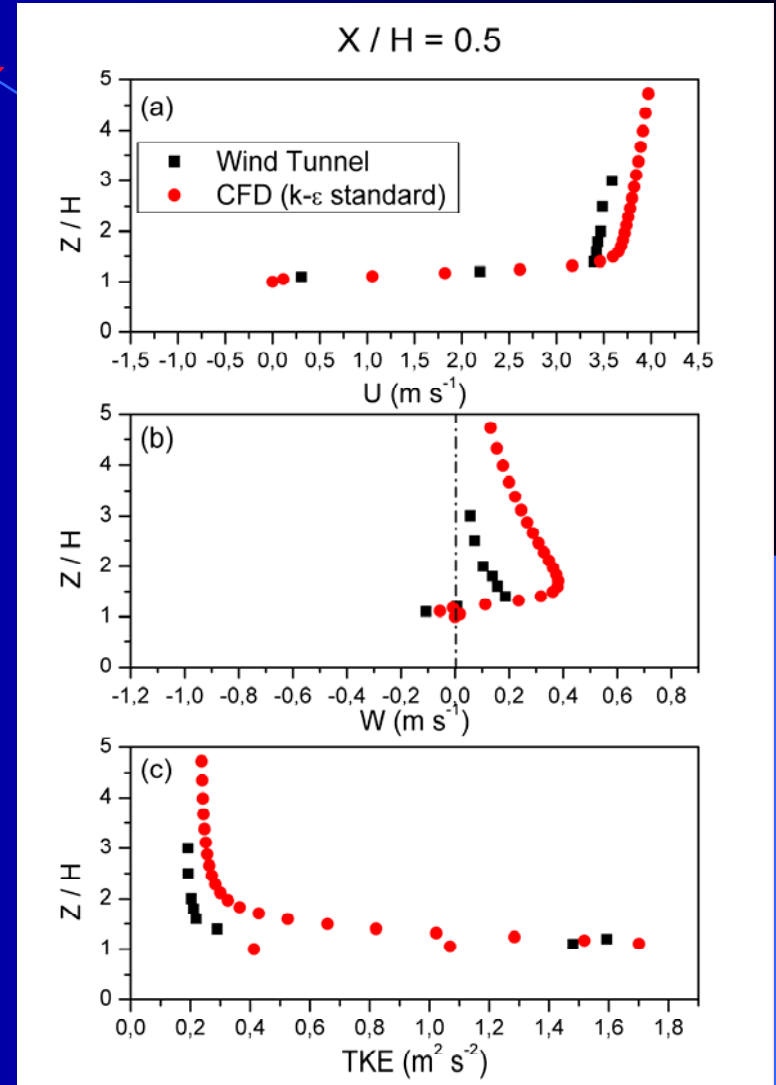 X / H = 0.5
(a)
Wind Tunnel
CFD (k-ε standard)
Z / H
5
4
3
2
1
0
-1,5 -1,0 -0,5 0,0 0,5 1,0 1,5 2,0 2,5 3,0 3,5 4,0 4,5
U (m s⁻¹)
(b)
Z / H
5
4
3
2
1
0
-1,2 -1,0 -0,8 -0,6 -0,4 -0,2 0,0 0,2 0,4 0,6 0,8
W (m s⁻¹)
(c)
Z / H
5
4
3
2
1
0
0,0 0,2 0,4 0,6 0,8 1,0 1,2 1,4 1,6 1,8
TKE (m² s⁻²)